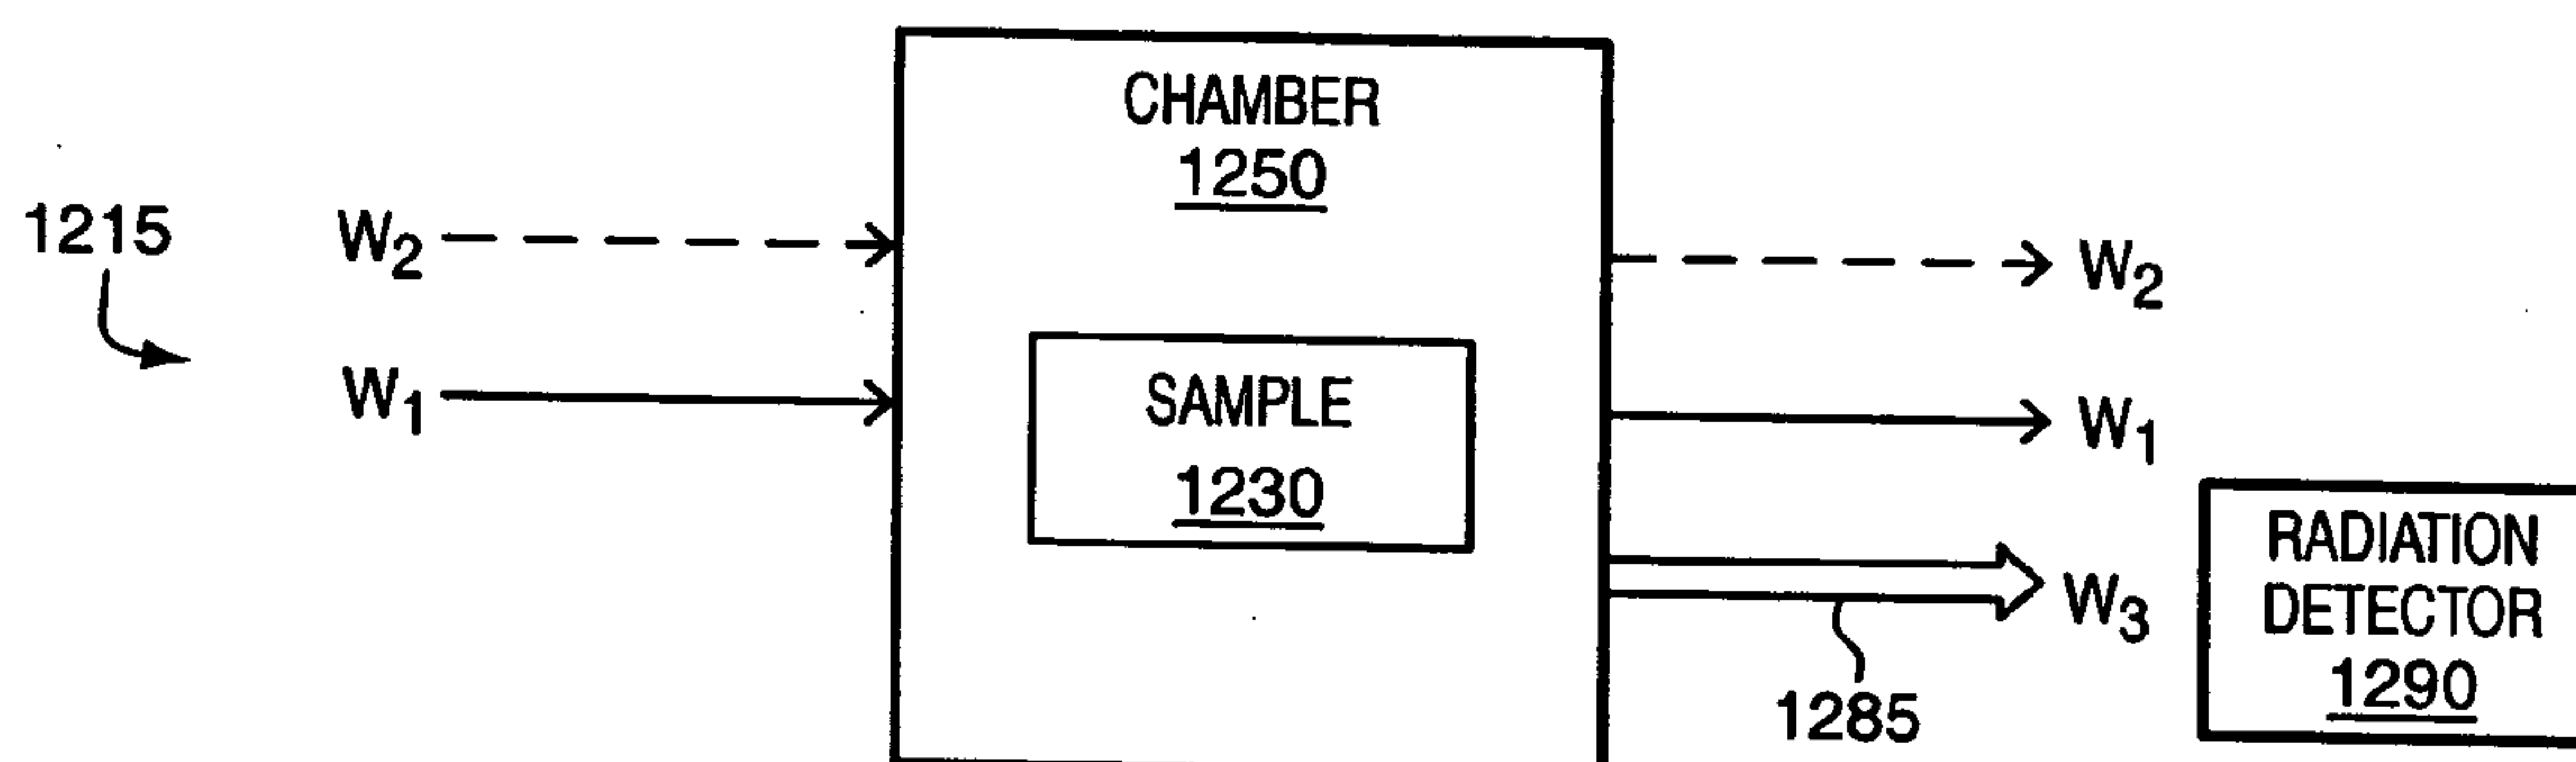 CHAMBER
1250
1215
W2
W2
W1
W1
SAMPLE
1230
W3
1285
RADIATION
DETECTOR
1290